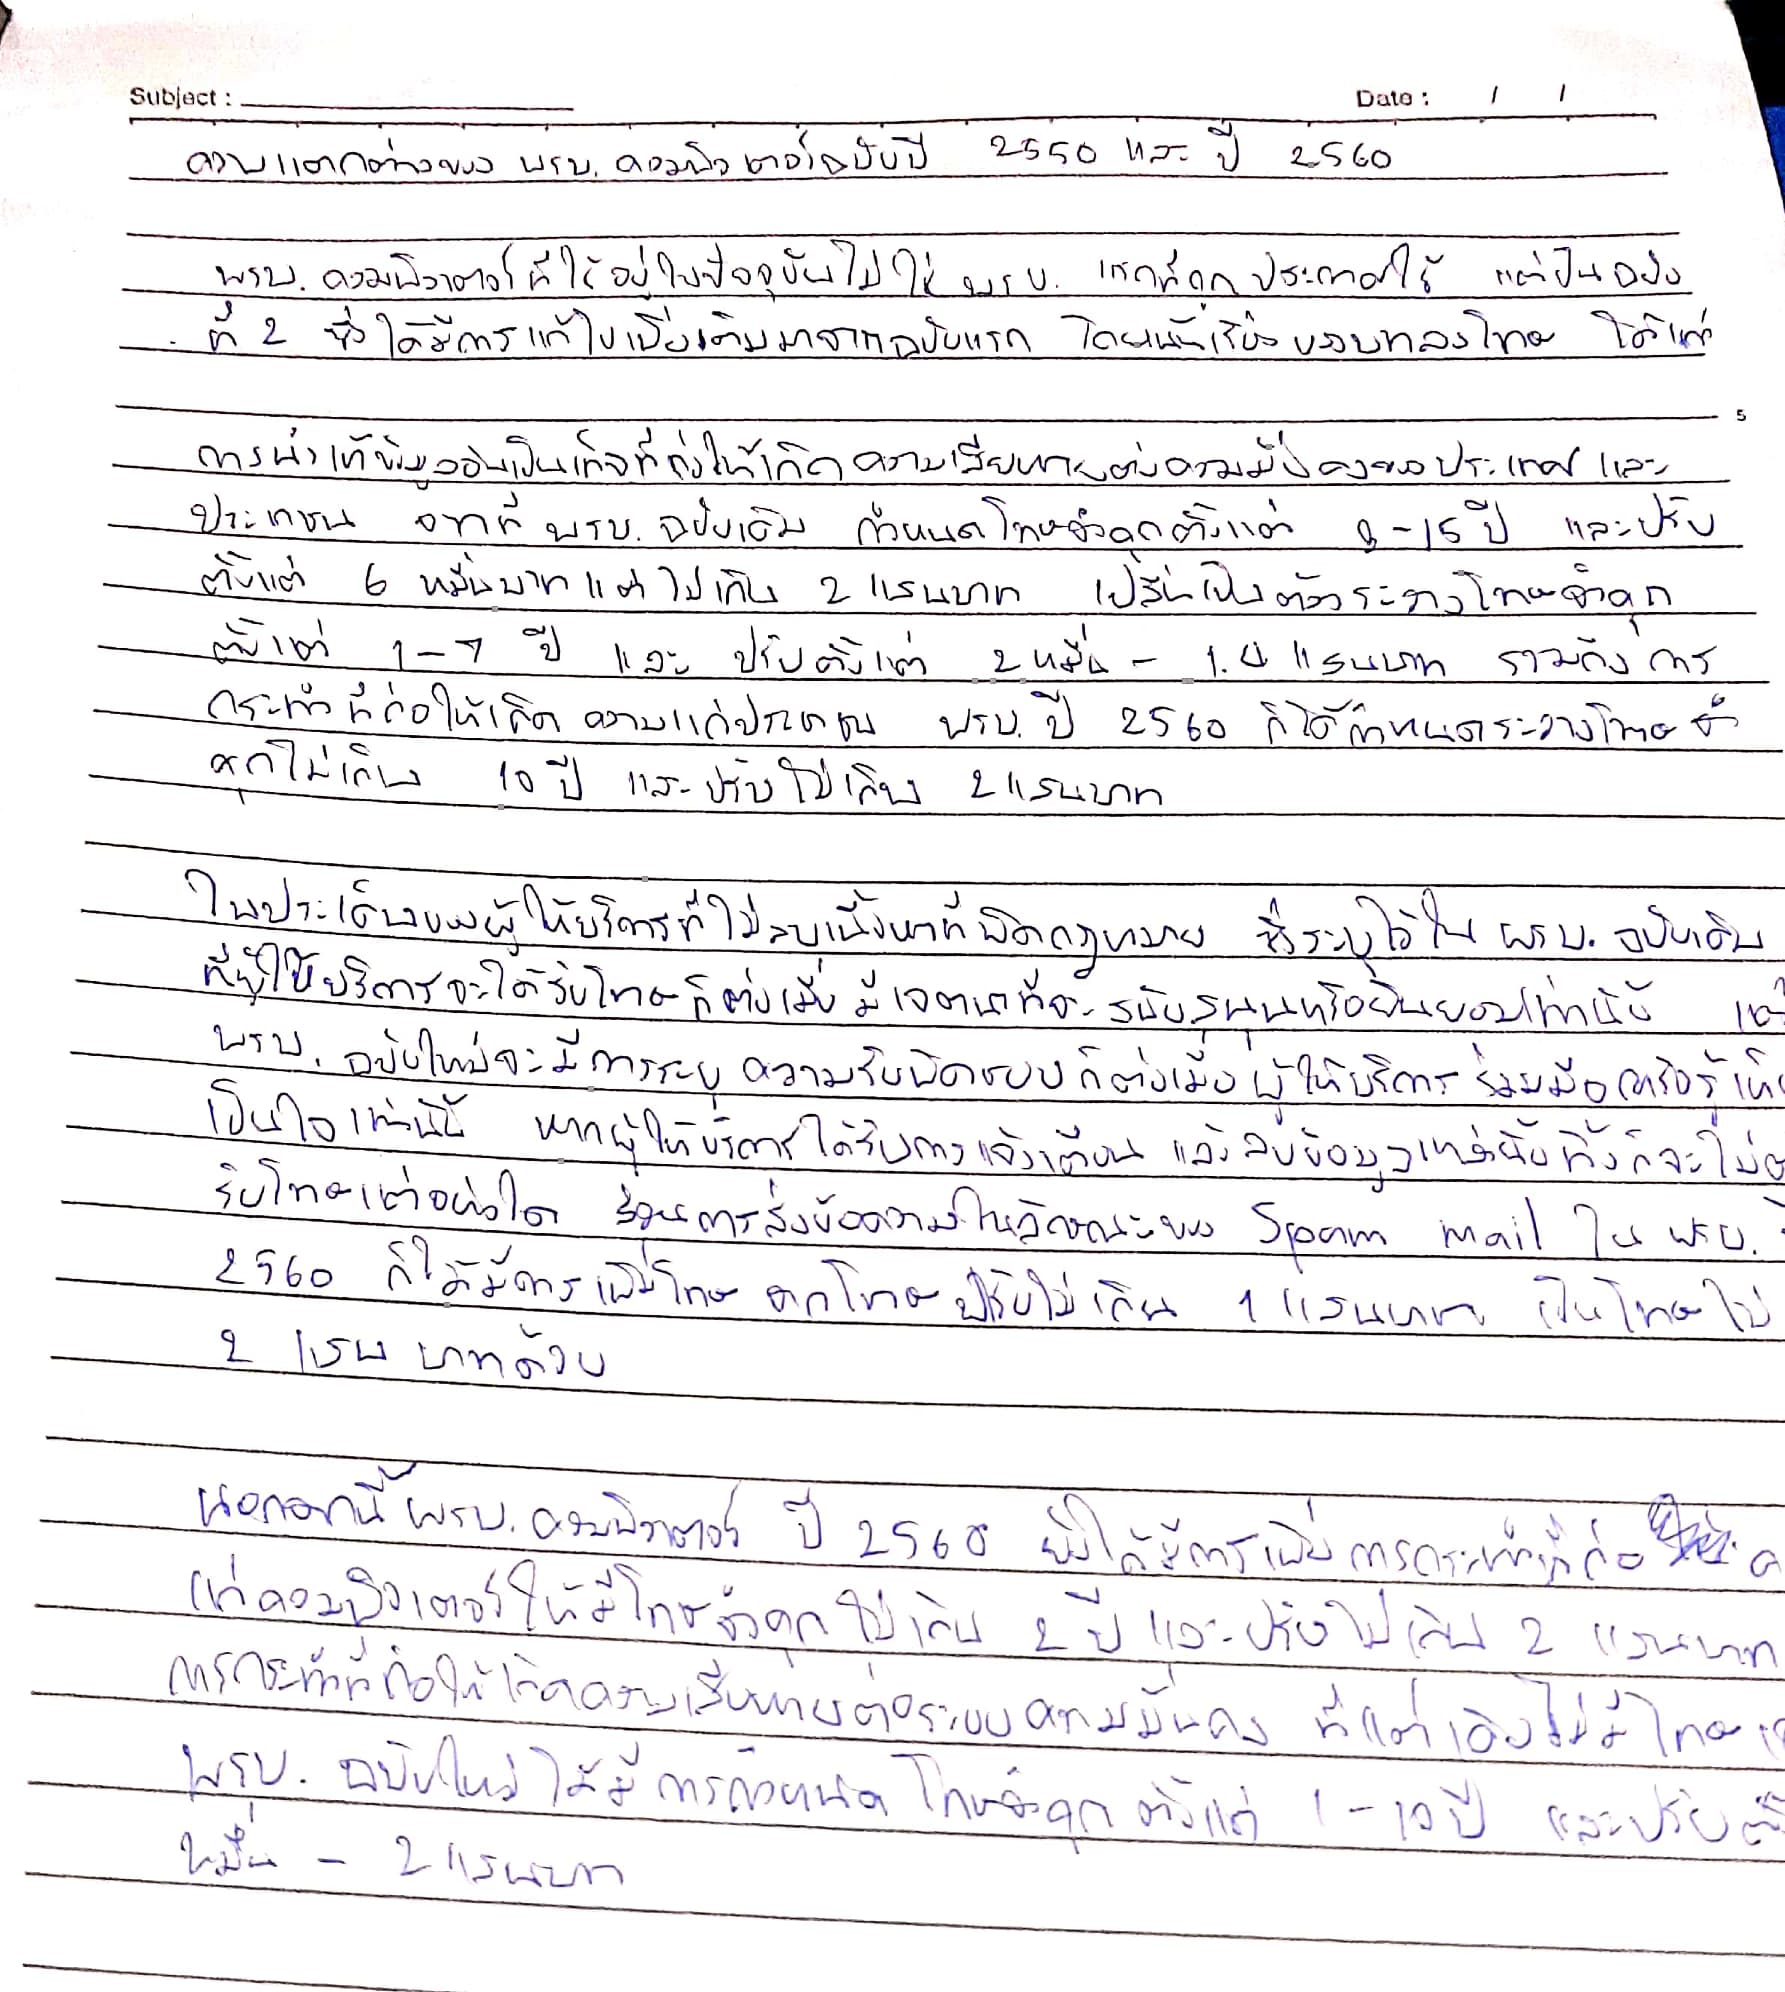 Subject : Date : / /
ความแตกต่างของ พรบ. คอมพิวเตอร์ฉบับปี 2550 และ ปี 2560
พรบ. คอมพิวเตอร์ที่ใช้อยู่ในปัจจุบันไม่ใช่ พรบ. แรกที่ถูกประกาศใช้ แต่เป็นฉบับ
ที่ 2 ซึ่งได้มีการแก้ไขเพิ่มเติมมาจากฉบับแรก โดยเน้นเรื่องของบทลงโทษ ได้แก่
5
การนำเข้าข้อมูลอันเป็นเท็จที่ก่อให้เกิดความเสียหายต่อความมั่นคงของประเทศ และ
ประชาชน จากที่ พรบ. ฉบับเดิม กำหนดโทษจำคุกตั้งแต่ -15 ปี และปรับ
ตั้งแต่ 6 หมื่นบาทแต่ไม่เกิน 2 แสนบาท เปลี่ยนเป็นต้องระวางโทษจำคุก
ตั้งแต่ 1-7 ปี และ ปรับตั้งแต่ 2 หมื่น - 1.4 แสนบาท รวมถึงการ
กระทำที่ก่อให้เกิดความแก่ประชาชน พรบ. ปี 2560 ก็ได้กำหนดระวางโทษจำ
คุกไม่เกิน 10 ปี และปรับไม่เกิน 2 แสนบาท
ในประเด็นของผู้ให้บริการที่ไม่ลบเนื้อหาที่ผิดกฎหมาย ซึ่งระบุไว้ใน พรบ. ฉบับเดิม
ที่ผู้ให้บริการจะได้รับโทษก็ต่อเมื่อ มีเจตนาที่จะสนับสนุนหรือยินยอมเท่านั้น แต่
พรบ. ฉบับใหม่จะมีการระบุความรับผิดชอบก็ต่อเมื่อผู้ให้บริการร่วมมือหรือรู้เห็น
เป็นใจเท่านั้น หากผู้ให้บริการได้รับการแจ้งเตือน แล้วลบข้อมูลเหล่านั้นทิ้งก็จะไม่
รับโทษแต่อย่างใด ส่วนการส่งข้อความในลักษณะของ Spam mail ใน พรบ.
2560 ก็ได้มีการเพิ่มโทษ จากโทษปรับไม่เกิน 1 แสนบาท เป็นโทษไม่
2 แสนบาทด้วย
นอกจากนี้ พรบ. คอมพิวเตอร์ ปี 2560 ยังได้มีการเพิ่มการกระทำที่ก่อ
แก่คอมพิวเตอร์ให้มีโทษจำคุกไม่เกิน 2 ปี และปรับไม่เกิน 2 แสนบาท
การกระทำที่ก่อให้เกิดความเสียหายต่อระบบความมั่นคง ที่แต่เดิมไม่มีโทษ
พรบ. ฉบับใหม่ได้มีการกำหนดโทษจำคุก ตั้งแต่ 1-10 ปี และปรับ
หมื่น - 2 แสนบาท